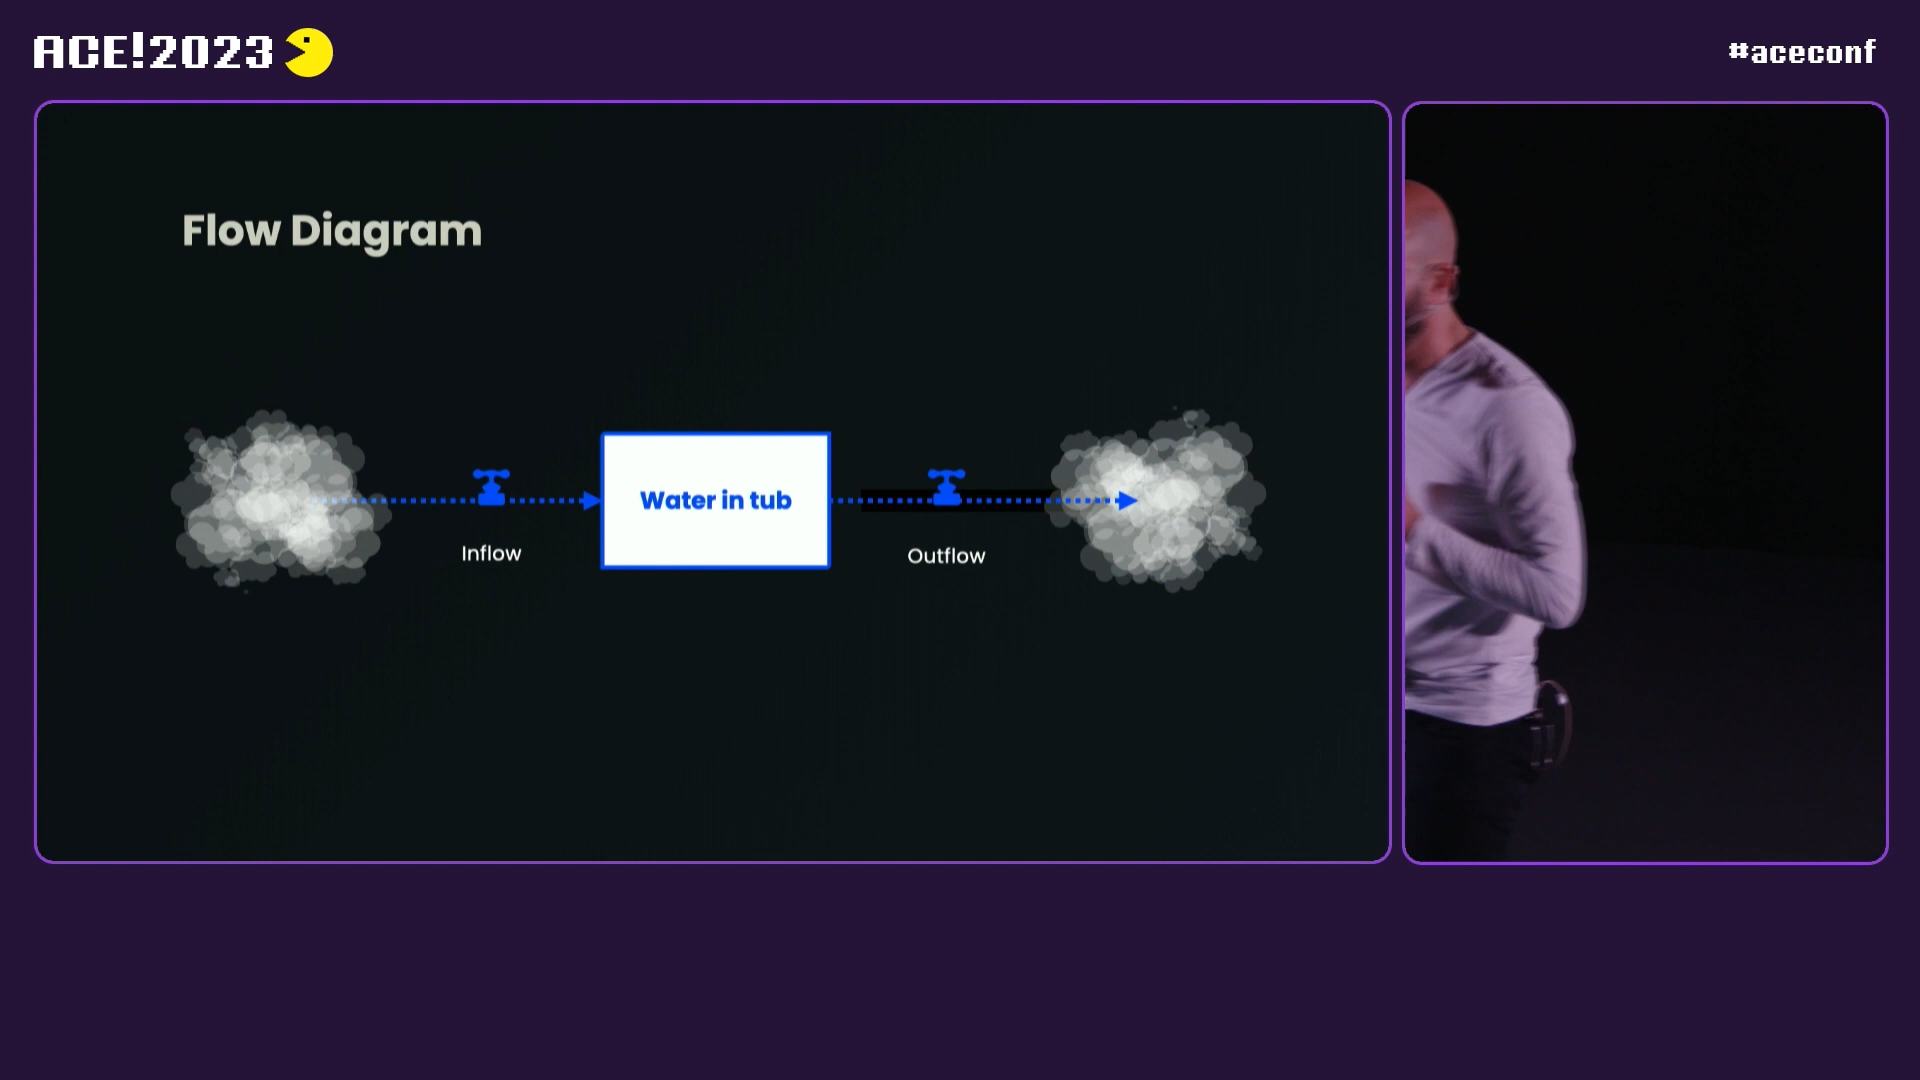 ACE!2023
#aceconf
Flow Diagram
Water in tub
Inflow
Outflow